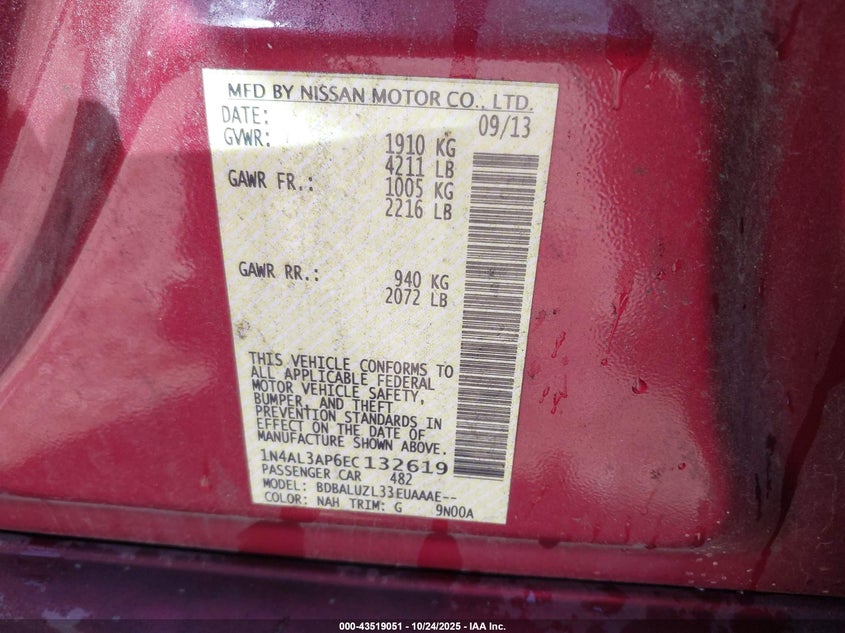 MFD BY NISSAN MOTOR CO., LTD.
DATE: 09/13
GVWR: 1910 KG
4211 LB
GAWR FR.: 1005 KG
2216 LB
GAWR RR.: 940 KG
2072 LB
THIS VEHICLE CONFORMS TO
ALL APPLICABLE FEDERAL
MOTOR VEHICLE SAFETY,
BUMPER, AND THEFT
PREVENTION STANDARDS IN
EFFECT ON THE DATE OF
MANUFACTURE SHOWN ABOVE.
1N4AL3AP6EC132619
PASSENGER CAR 482
MODEL: BDBALUZL33EUAAAE--
COLOR: NAH TRIM: G 9N00A
000-43519051 - 10/24/2025 - IAA Inc.